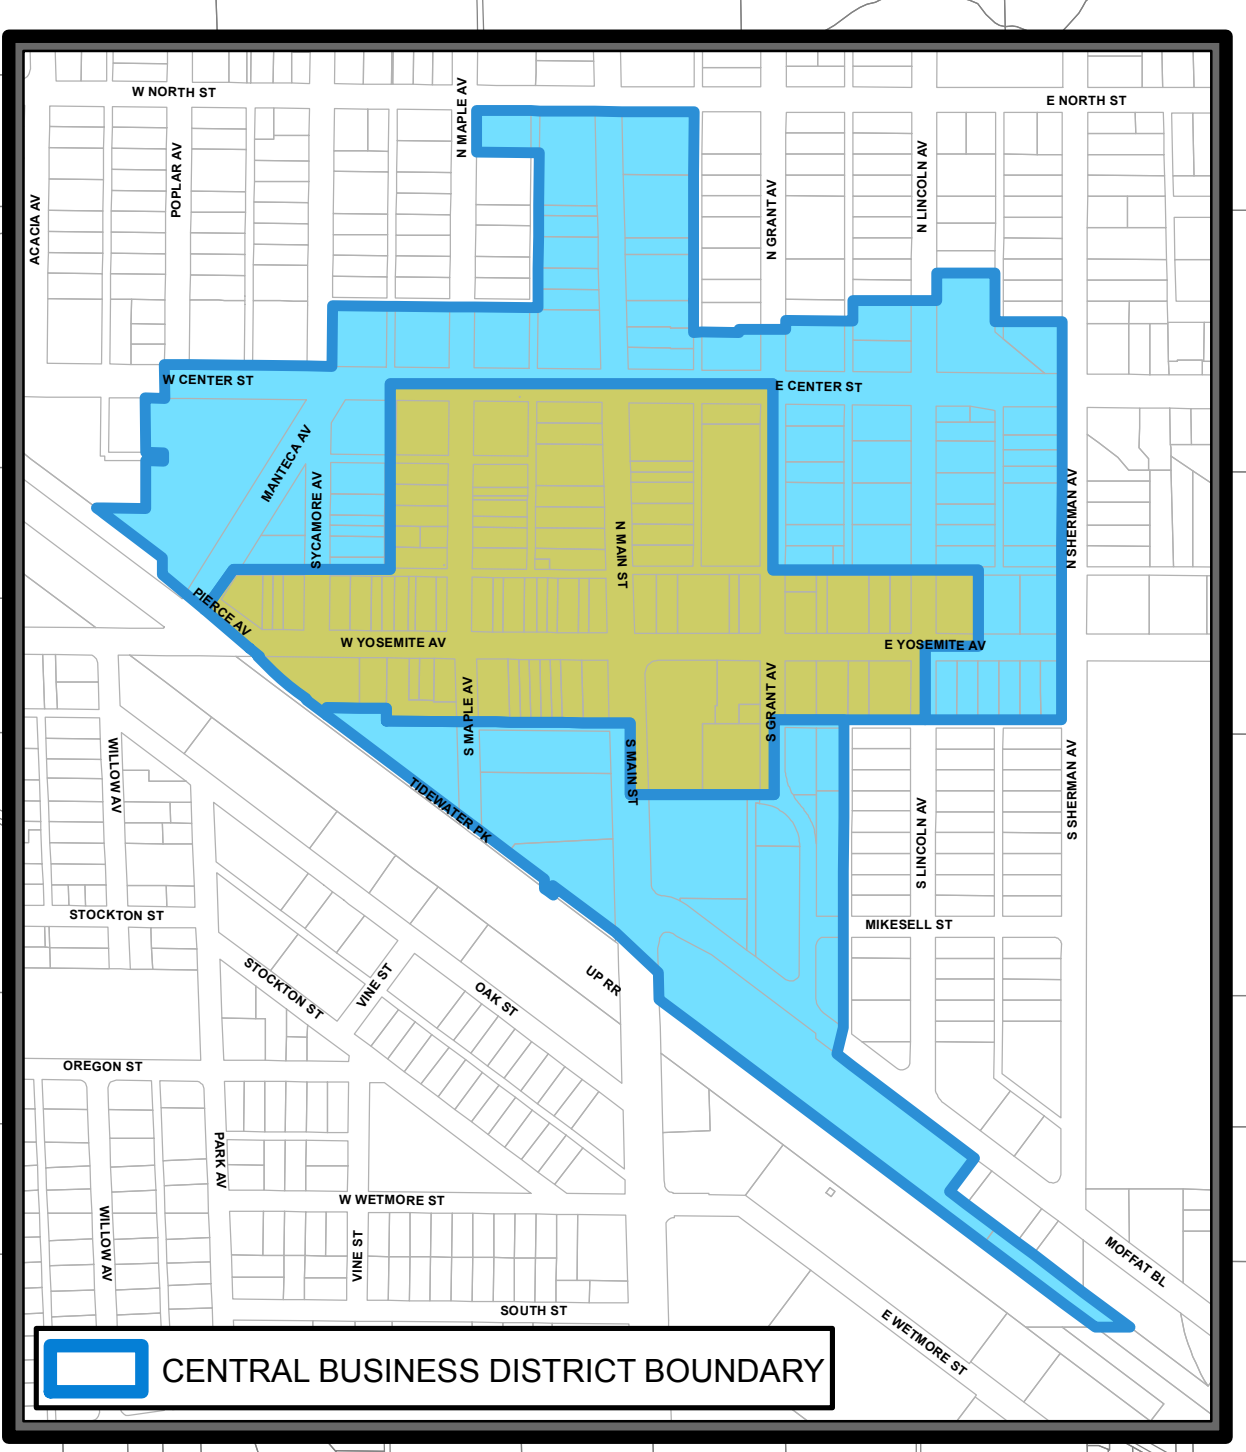 W NORTH ST
N MAPLE AV
E NORTH ST
ACACIA AV
POPLAR AV
N GRANT AV
N LINCOLN AV
W CENTER ST
E CENTER ST
MANTECA AV
SYCAMORE AV
N MAIN ST
N SHERMAN AV
PIERCE AV
W YOSEMITE AV
E YOSEMITE AV
S MAPLE AV
S GRANT AV
S MAIN ST
WILLOW AV
TIDEWATER PK
S LINCOLN AV
S SHERMAN AV
STOCKTON ST
MIKESELL ST
STOCKTON ST
VINE ST
OAK ST
UP RR
OREGON ST
PARK AV
W WETMORE ST
WILLOW AV
VINE ST
MOFFAT BL
SOUTH ST
E WETMORE ST
CENTRAL BUSINESS DISTRICT BOUNDARY